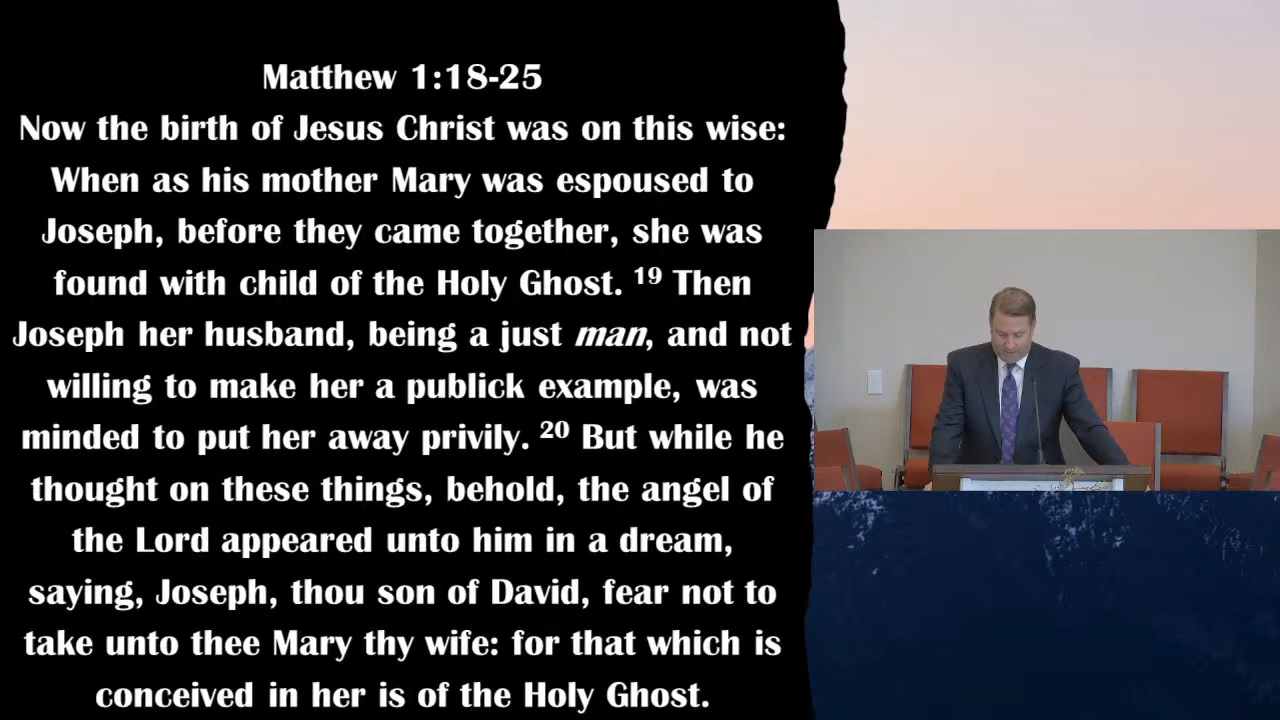 Matthew 1:18-25
Now the birth of Jesus Christ was on this wise:
When as his mother Mary was espoused to
Joseph, before they came together, she was
found with child of the Holy Ghost. 19 Then
Joseph her husband, being a just man, and not
willing to make her a publick example, was
minded to put her away privily. 20 But while he
thought on these things, behold, the angel of
the Lord appeared unto him in a dream,
saying, Joseph, thou son of David, fear not to
take unto thee Mary thy wife: for that which is
conceived in her is of the Holy Ghost.